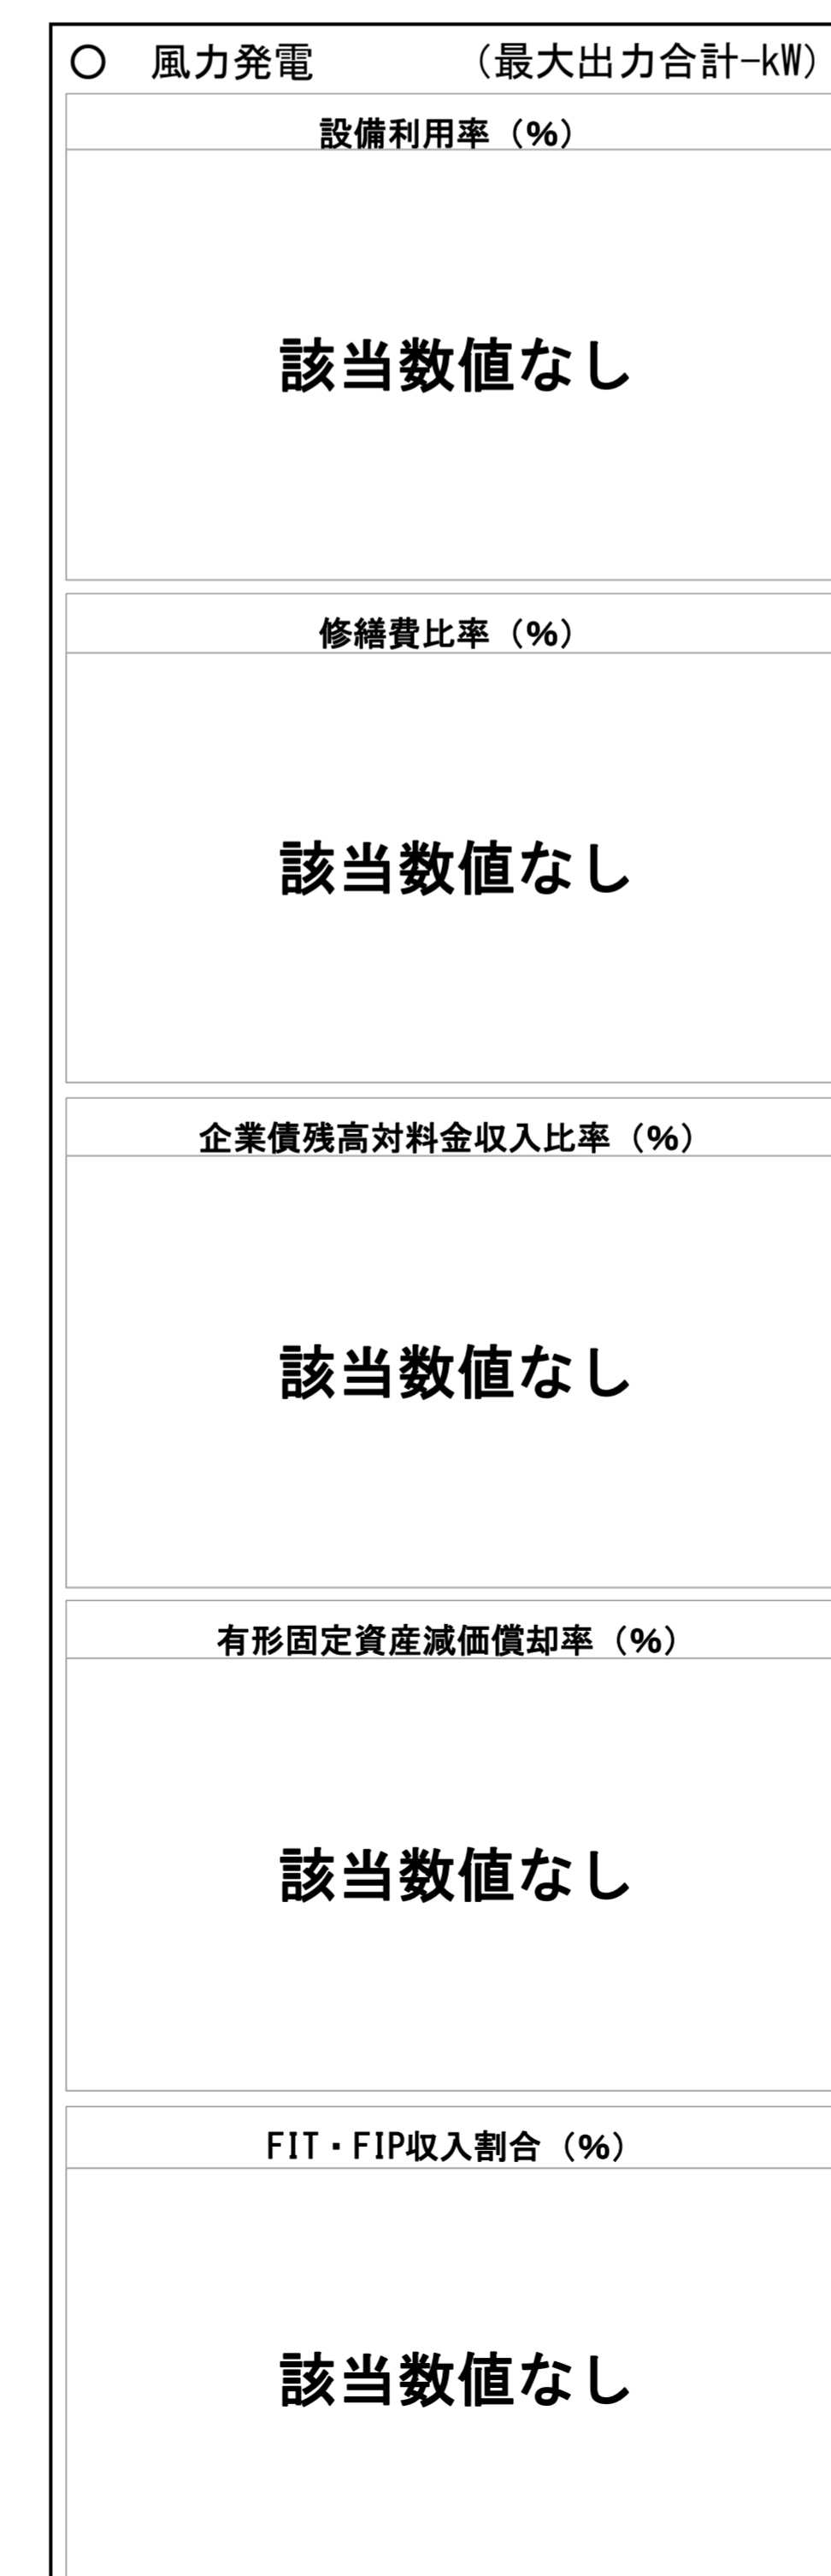 ○　風力発電　　　　（最大出力合計-kW）
設備利用率（%）
該当数値なし
修繕費比率（%）
該当数値なし
企業債残高対料金収入比率（%）
該当数値なし
有形固定資産減価償却率（%）
該当数値なし
FIT・FIP収入割合（%）
該当数値なし